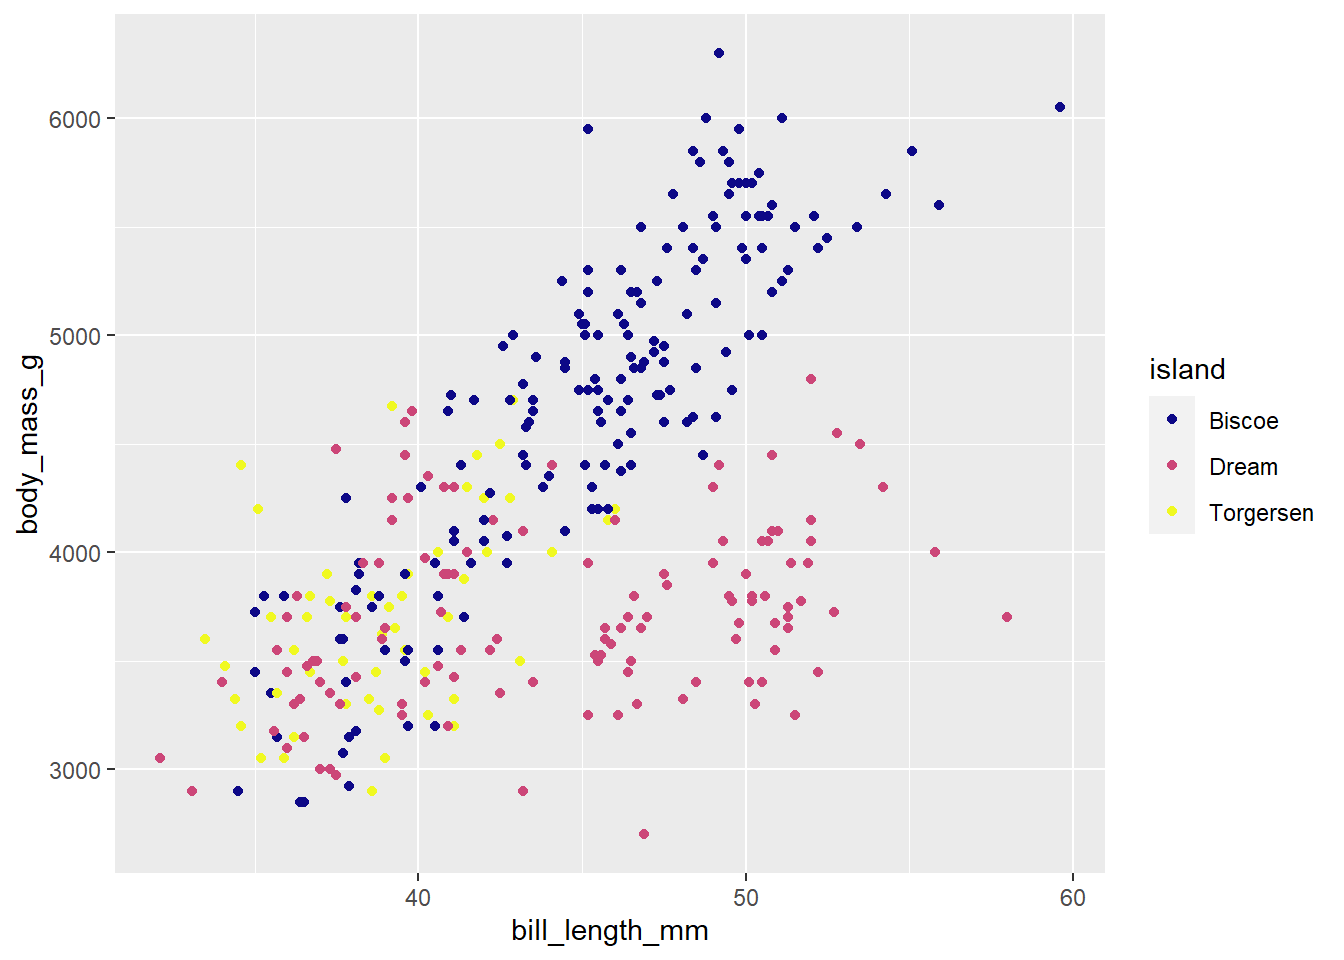 6000
5000
4000
3000
body_mass_g
40
50
60
bill_length_mm
island
Biscoe
Dream
Torgersen